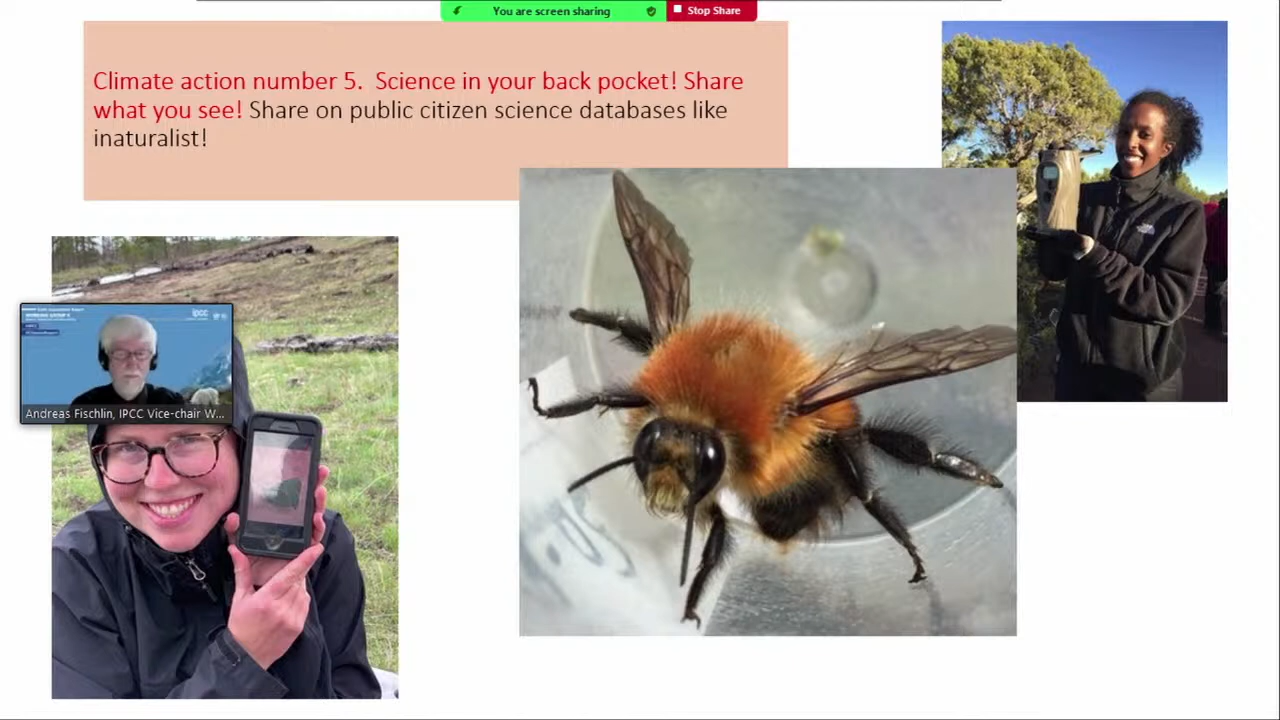 You are screen sharing
Stop Share
Climate action number 5.  Science in your back pocket! Share
what you see! Share on public citizen science databases like
inaturalist!
ipcc
Andreas Fischlin, IPCC Vice-chair W...